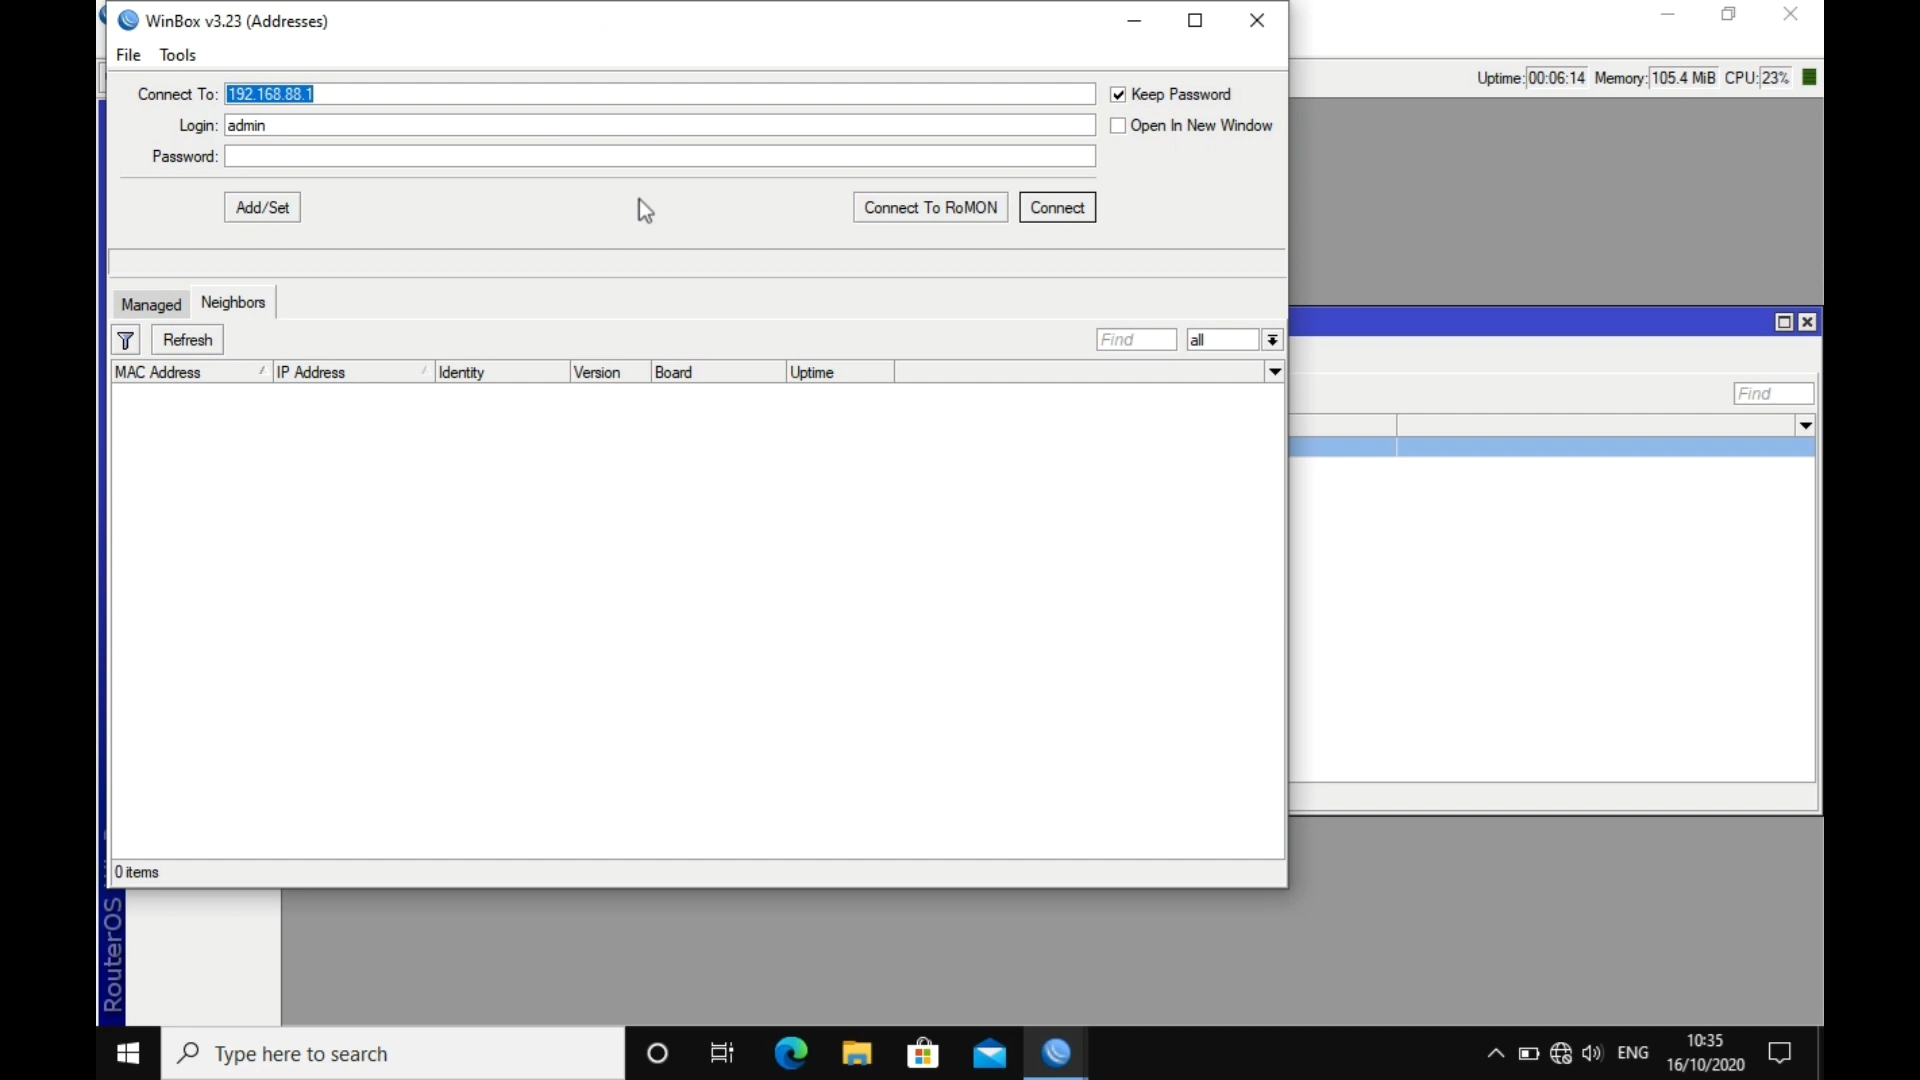 WinBox v3.23 (Addresses)
File Tools
Uptime: 00:06:14 Memory: 105.4 MiB CPU: 23%
Connect To: 192.168.88.1
Keep Password
Login: admin
Open In New Window
Password:
Add/Set Connect To RoMON Connect
Managed Neighbors
Refresh Find all
MAC Address IP Address Identity Version Board Uptime
Find
0 items
RouterOS
Type here to search
ENG
10:35
16/10/2020